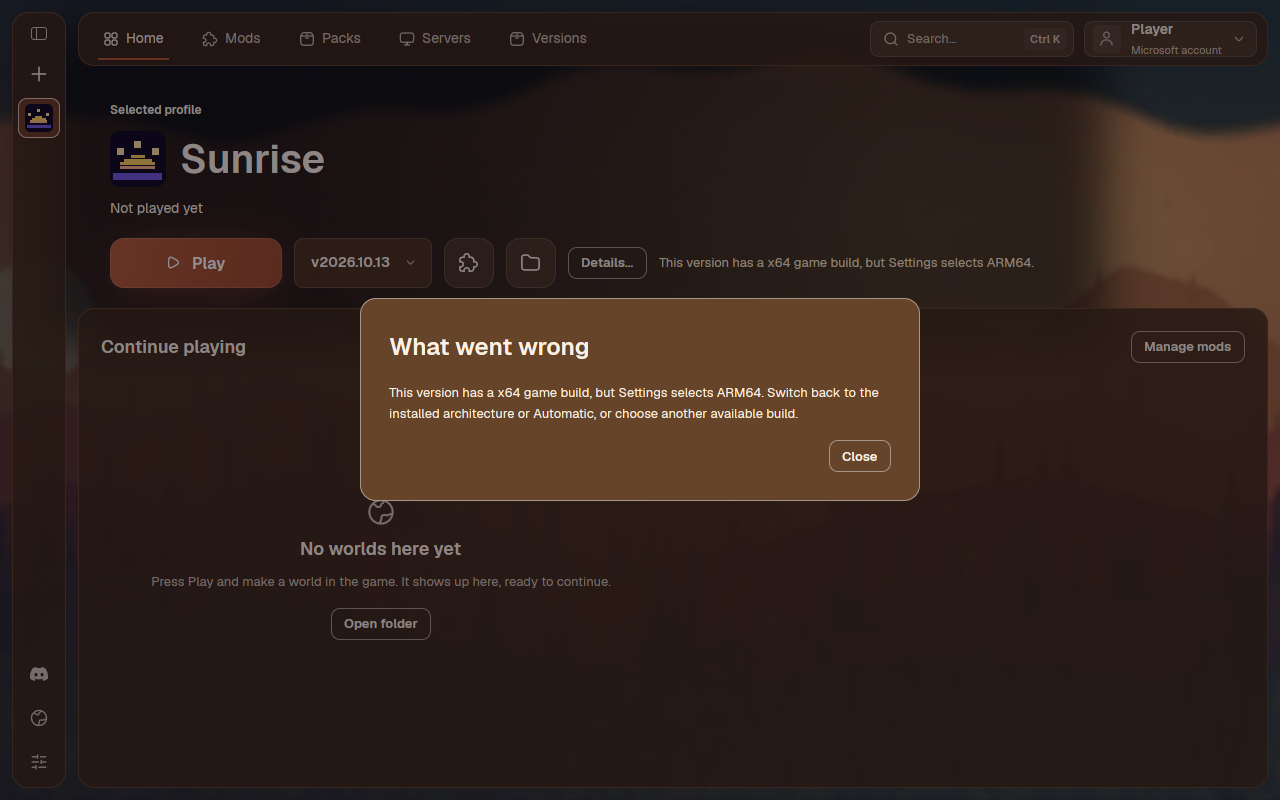 Home
Mods
Packs
Servers
Versions
Search...
Ctrl K
Player
Microsoft account
Selected profile
Sunrise
Not played yet
Play
v2026.10.13
Details...
This version has a x64 game build, but Settings selects ARM64.
Continue playing
Manage mods
What went wrong
This version has a x64 game build, but Settings selects ARM64. Switch back to the
installed architecture or Automatic, or choose another available build.
Close
No worlds here yet
Press Play and make a world in the game. It shows up here, ready to continue.
Open folder